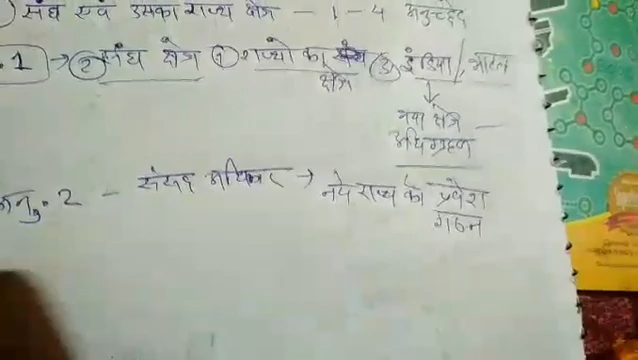 संघ एवं उसका राज्य क्षेत्र - 1-4 अनुच्छेद
.1 → ② संघ क्षेत्र ① राज्यों का क्षेत्र ③ इंडिया, भारत
↓
नया क्षेत्र
अधिग्रहण
अनु. 2 - संसद अधिकार → नये राज्य को प्रवेश
गठन